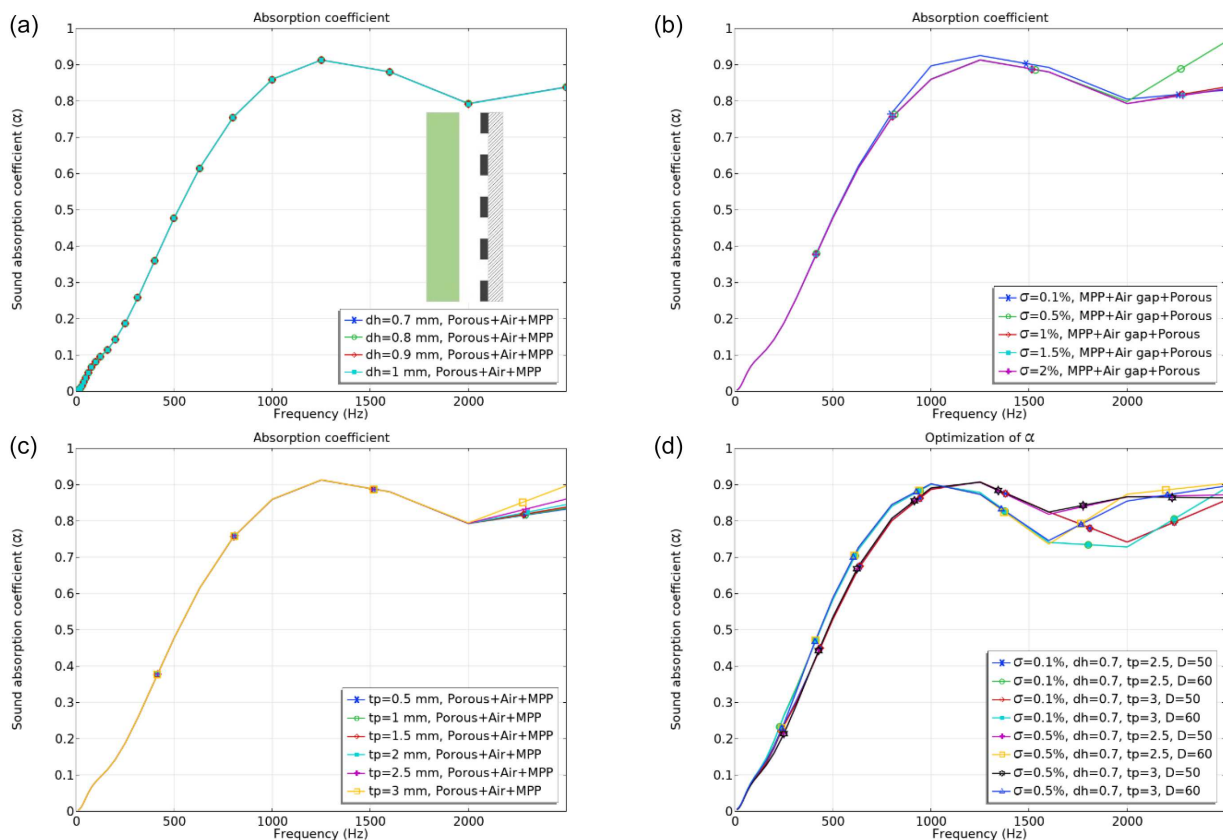 (a)
Absorption coefficient
Sound absorption coefficient (α)
1
0.9
0.8
0.7
0.6
0.5
0.4
0.3
0.2
0.1
0
0
500
1000
1500
2000
Frequency (Hz)
dh=0.7 mm, Porous+Air+MPP
dh=0.8 mm, Porous+Air+MPP
dh=0.9 mm, Porous+Air+MPP
dh=1 mm, Porous+Air+MPP
(b)
Absorption coefficient
Sound absorption coefficient (α)
1
0.9
0.8
0.7
0.6
0.5
0.4
0.3
0.2
0.1
0
0
500
1000
1500
2000
Frequency (Hz)
σ=0.1%, MPP+Air gap+Porous
σ=0.5%, MPP+Air gap+Porous
σ=1%, MPP+Air gap+Porous
σ=1.5%, MPP+Air gap+Porous
σ=2%, MPP+Air gap+Porous
(c)
Absorption coefficient
Sound absorption coefficient (α)
1
0.9
0.8
0.7
0.6
0.5
0.4
0.3
0.2
0.1
0
0
500
1000
1500
2000
Frequency (Hz)
tp=0.5 mm, Porous+Air+MPP
tp=1 mm, Porous+Air+MPP
tp=1.5 mm, Porous+Air+MPP
tp=2 mm, Porous+Air+MPP
tp=2.5 mm, Porous+Air+MPP
tp=3 mm, Porous+Air+MPP
(d)
Optimization of α
Sound absorption coefficient (α)
1
0.9
0.8
0.7
0.6
0.5
0.4
0.3
0.2
0.1
0
0
500
1000
1500
2000
Frequency (Hz)
σ=0.1%, dh=0.7, tp=2.5, D=50
σ=0.1%, dh=0.7, tp=2.5, D=60
σ=0.1%, dh=0.7, tp=3, D=50
σ=0.1%, dh=0.7, tp=3, D=60
σ=0.5%, dh=0.7, tp=2.5, D=50
σ=0.5%, dh=0.7, tp=2.5, D=60
σ=0.5%, dh=0.7, tp=3, D=50
σ=0.5%, dh=0.7, tp=3, D=60